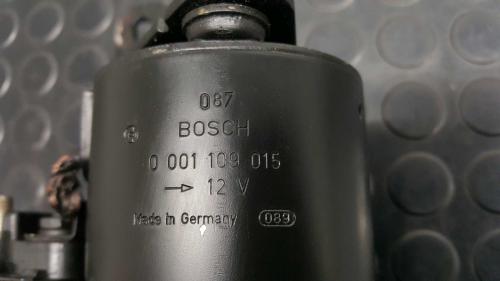 087
BOSCH
0 001 109 015
→ 12 V
Made in Germany 089